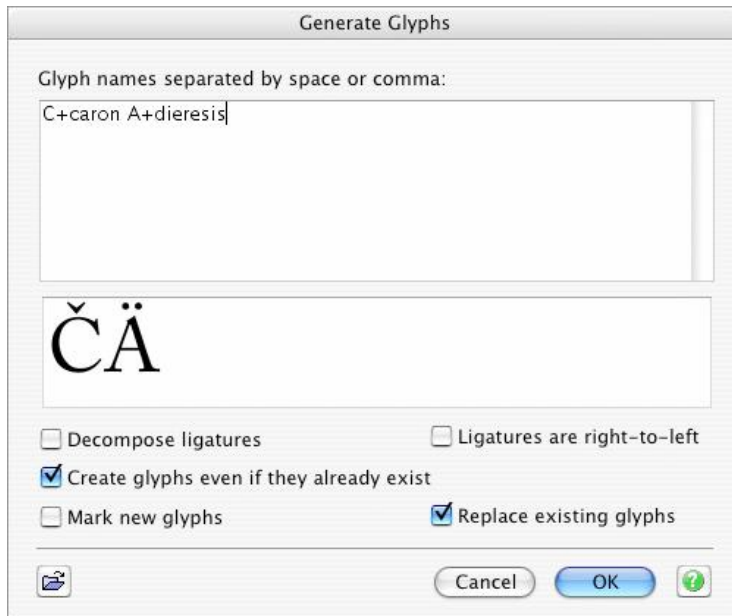 Generate Glyphs
Glyph names separated by space or comma:
C+caron A+dieresis
ČÄ
Decompose ligatures
Ligatures are right-to-left
Create glyphs even if they already exist
Mark new glyphs
Replace existing glyphs
Cancel
OK
?